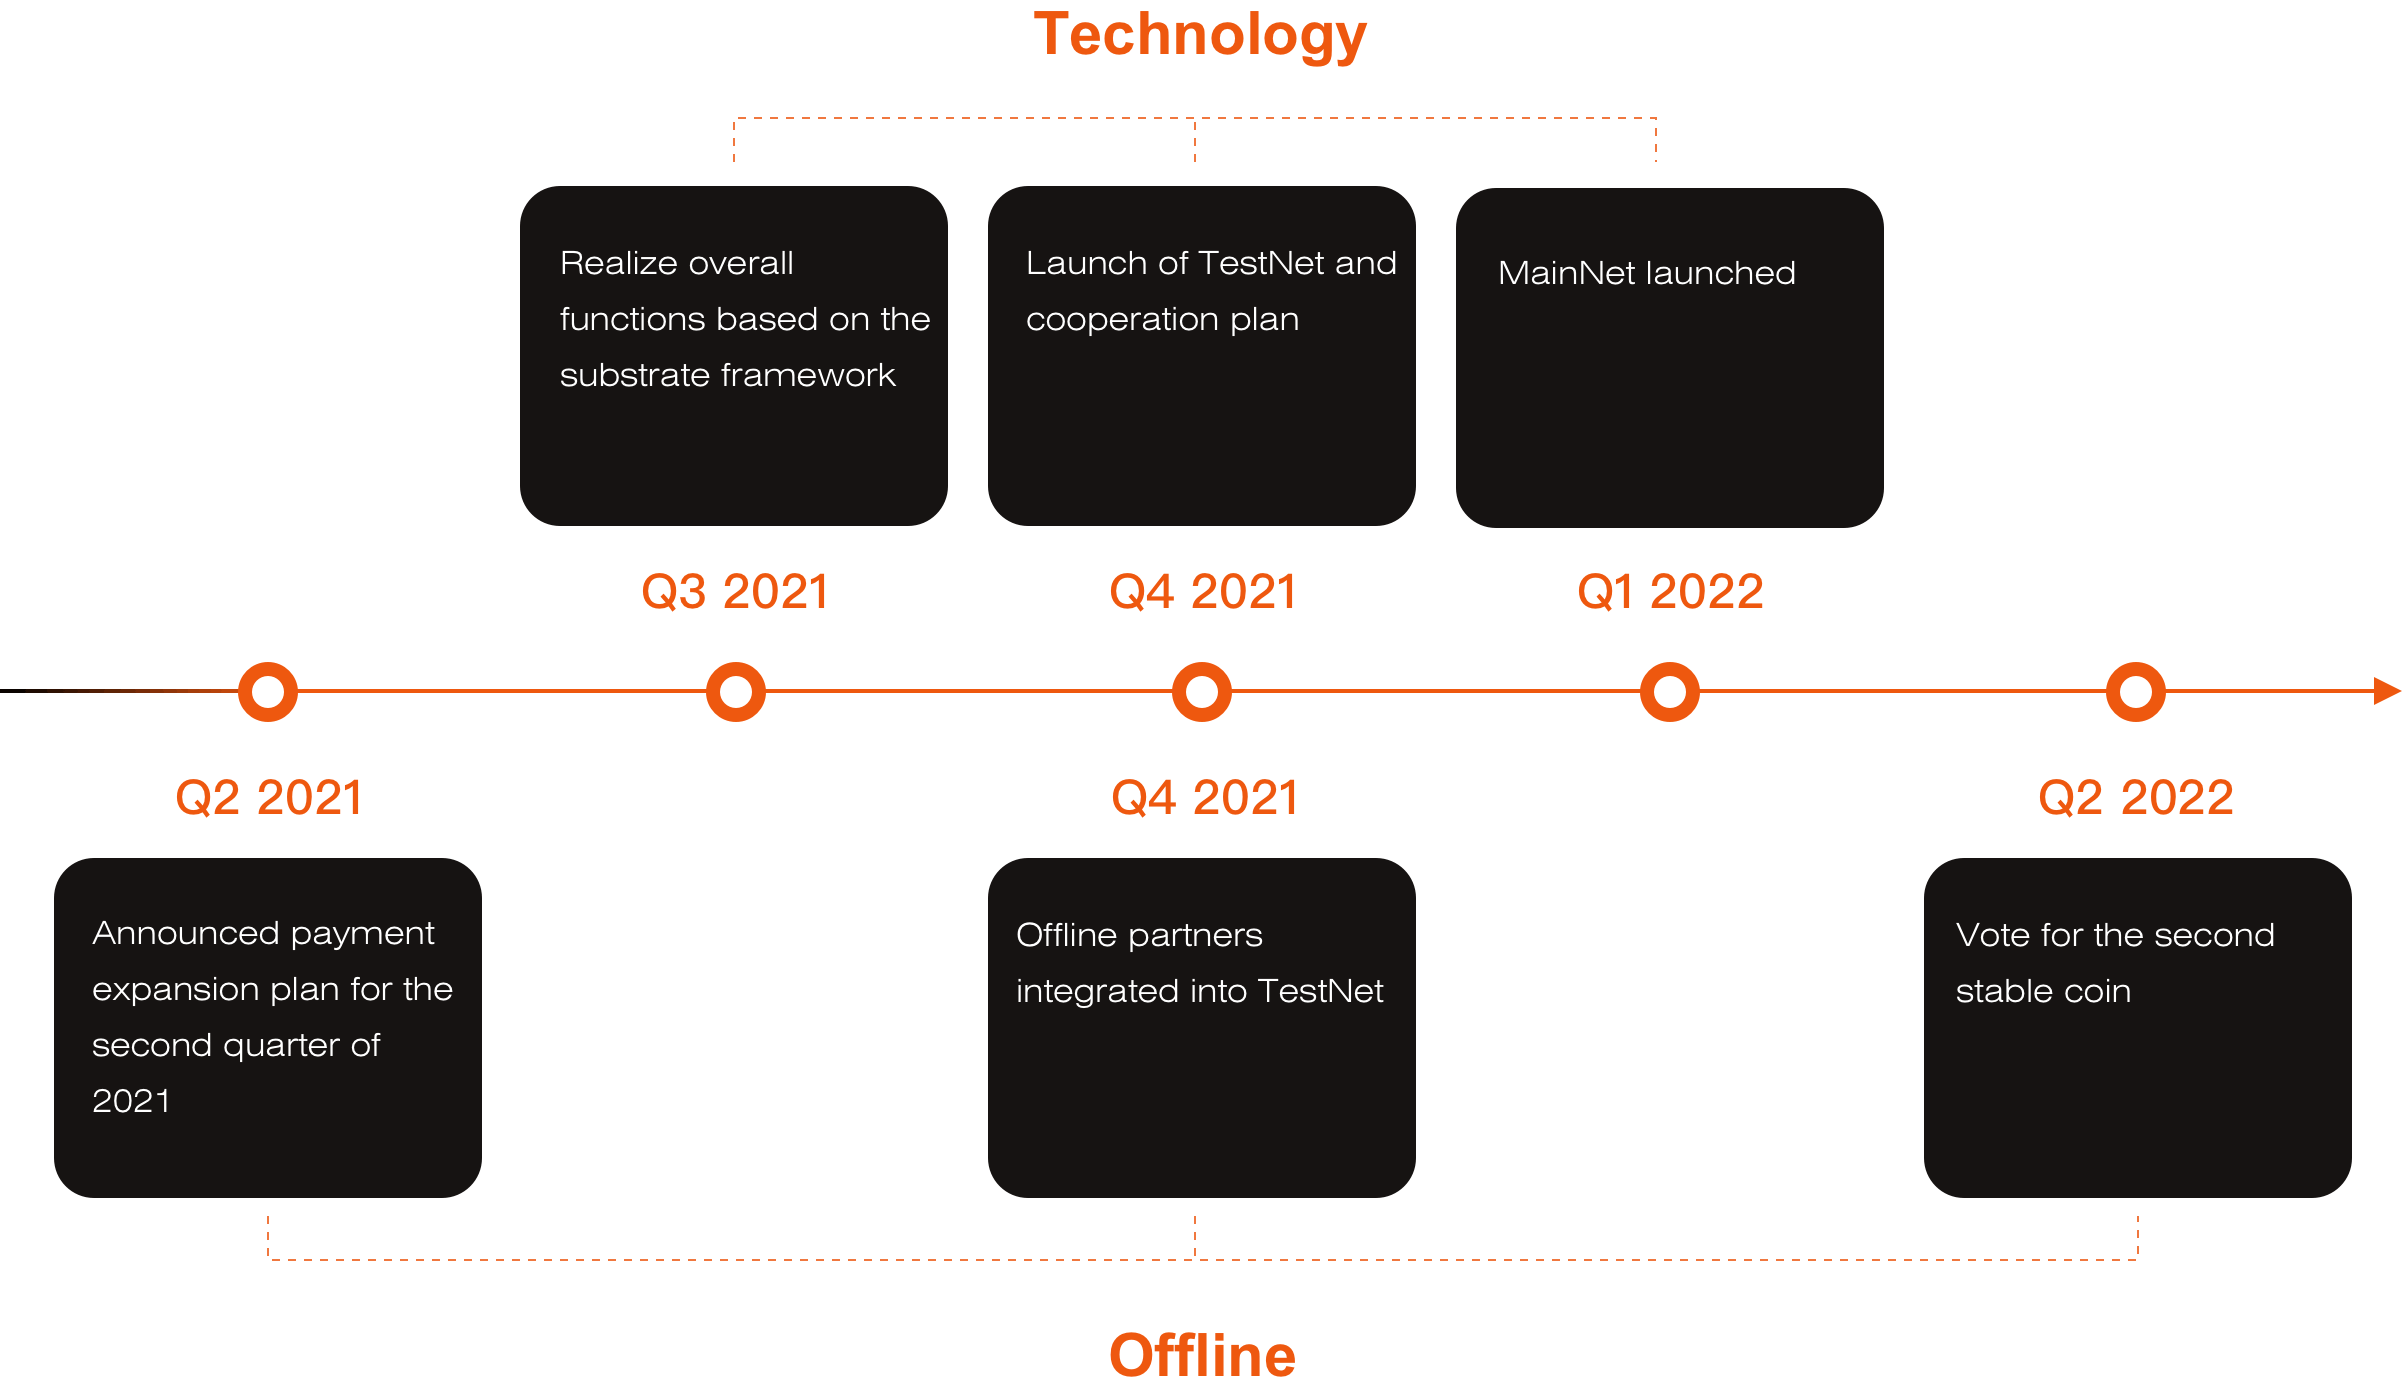 Technology
Realize overall
functions based on the
substrate framework
Launch of TestNet and
cooperation plan
MainNet launched
Q3 2021
Q4 2021
Q1 2022
Q2 2021
Q4 2021
Q2 2022
Announced payment
expansion plan for the
second quarter of
2021
Offline partners
integrated into TestNet
Vote for the second
stable coin
Offline